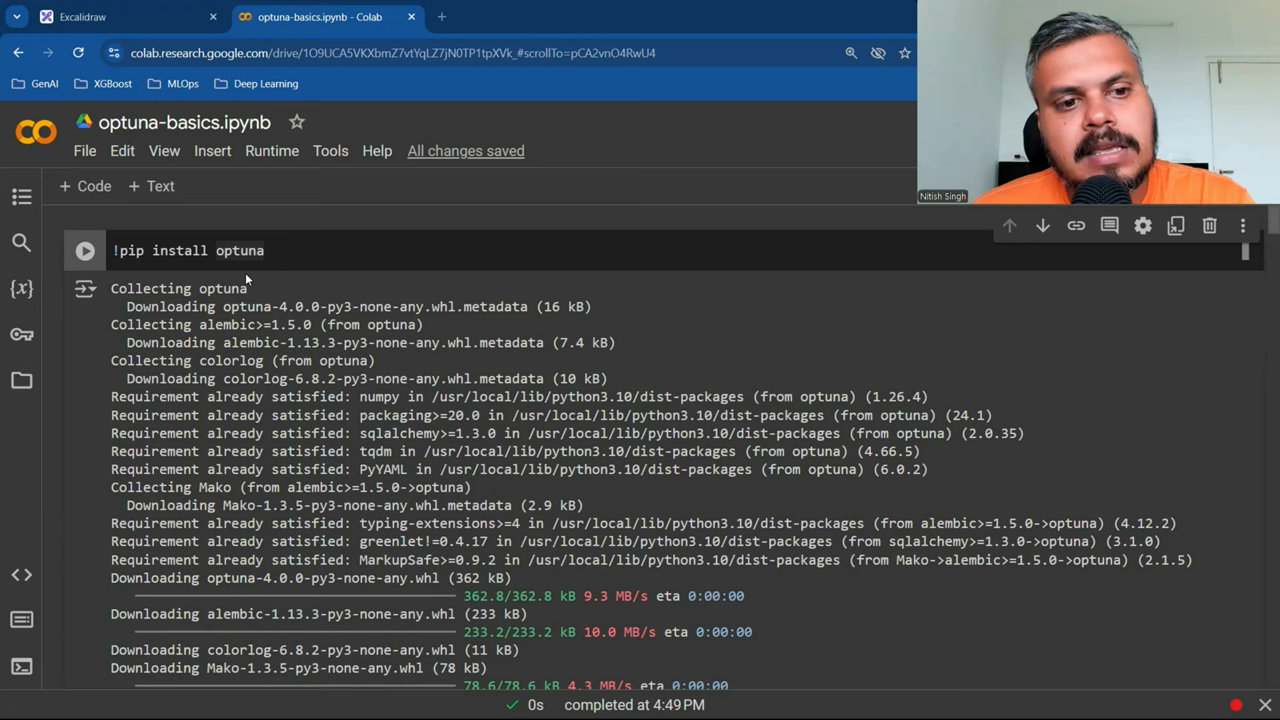 Excalidraw
optuna-basics.ipynb - Colab
colab.research.google.com/drive/1O9UCA5VKXbmZ7vtYqLZ7jN0TP1tpXVk_#scrollTo=pCA2vnO4RwU4
GenAI XGBoost MLOps Deep Learning
optuna-basics.ipynb
File Edit View Insert Runtime Tools Help All changes saved
+ Code + Text
Nitish Singh
!pip install optuna
Collecting optuna
Downloading optuna-4.0.0-py3-none-any.whl.metadata (16 kB)
Collecting alembic>=1.5.0 (from optuna)
Downloading alembic-1.13.3-py3-none-any.whl.metadata (7.4 kB)
Collecting colorlog (from optuna)
Downloading colorlog-6.8.2-py3-none-any.whl.metadata (10 kB)
Requirement already satisfied: numpy in /usr/local/lib/python3.10/dist-packages (from optuna) (1.26.4)
Requirement already satisfied: packaging>=20.0 in /usr/local/lib/python3.10/dist-packages (from optuna) (24.1)
Requirement already satisfied: sqlalchemy>=1.3.0 in /usr/local/lib/python3.10/dist-packages (from optuna) (2.0.35)
Requirement already satisfied: tqdm in /usr/local/lib/python3.10/dist-packages (from optuna) (4.66.5)
Requirement already satisfied: PyYAML in /usr/local/lib/python3.10/dist-packages (from optuna) (6.0.2)
Collecting Mako (from alembic>=1.5.0->optuna)
Downloading Mako-1.3.5-py3-none-any.whl.metadata (2.9 kB)
Requirement already satisfied: typing-extensions>=4 in /usr/local/lib/python3.10/dist-packages (from alembic>=1.5.0->optuna) (4.12.2)
Requirement already satisfied: greenlet!=0.4.17 in /usr/local/lib/python3.10/dist-packages (from sqlalchemy>=1.3.0->optuna) (3.1.0)
Requirement already satisfied: MarkupSafe>=0.9.2 in /usr/local/lib/python3.10/dist-packages (from Mako->alembic>=1.5.0->optuna) (2.1.5)
Downloading optuna-4.0.0-py3-none-any.whl (362 kB)
362.8/362.8 kB 9.3 MB/s eta 0:00:00
Downloading alembic-1.13.3-py3-none-any.whl (233 kB)
233.2/233.2 kB 10.0 MB/s eta 0:00:00
Downloading colorlog-6.8.2-py3-none-any.whl (11 kB)
Downloading Mako-1.3.5-py3-none-any.whl (78 kB)
78.6/78.6 kB 4.3 MB/s eta 0:00:00
0s completed at 4:49 PM